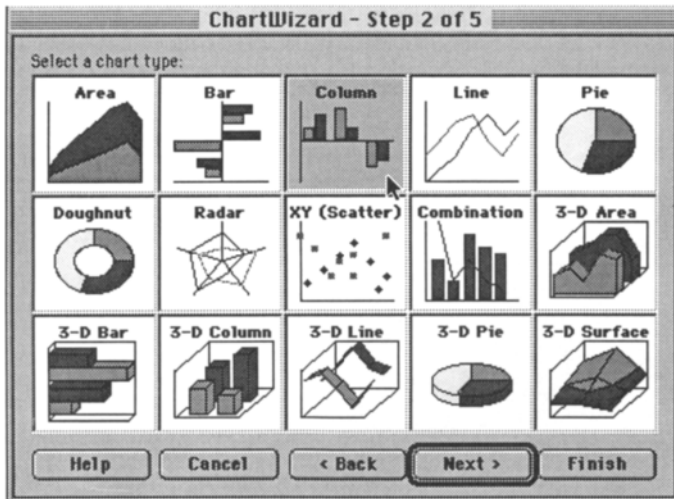 ChartWizard - Step 2 of 5
Select a chart type:
Area Bar Column Line Pie
Doughnut Radar XY (Scatter) Combination 3-D Area
3-D Bar 3-D Column 3-D Line 3-D Pie 3-D Surface
Help Cancel < Back Next > Finish